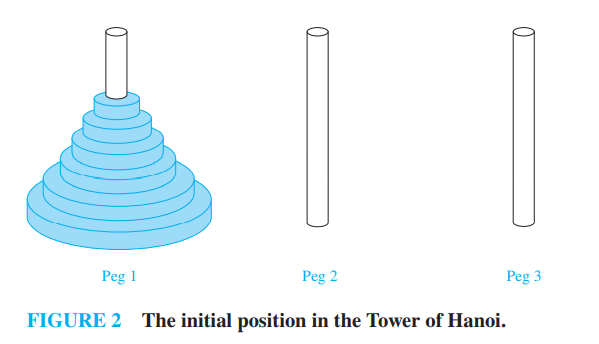 Peg 1 Peg 2 Peg 3
FIGURE 2 The initial position in the Tower of Hanoi.